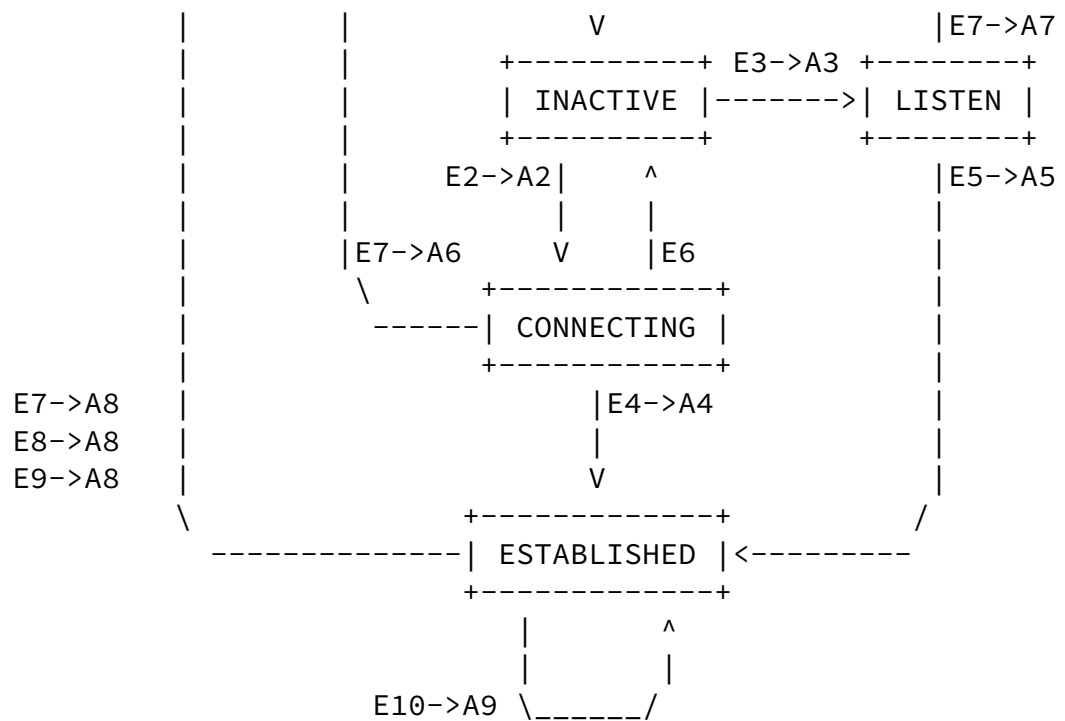 |        |             V                  |E7->A7
|        |        +----------+ E3->A3 +--------+
|        |        | INACTIVE |------->| LISTEN |
|        |        +----------+        +--------+
|        |     E2->A2|    ^               |E5->A5
|        |           |    |               |
|        |E7->A6     V    |E6             |
|         \      +------------+           |
|          ------| CONNECTING |           |
|                +------------+           |
E7->A8   |                      |E4->A4            |
E8->A8   |                      |                  |
E9->A8   |                      V                  |
\               +-------------+          /
--------------| ESTABLISHED |<---------
+-------------+
|       ^
|       |
E10->A9 \______/